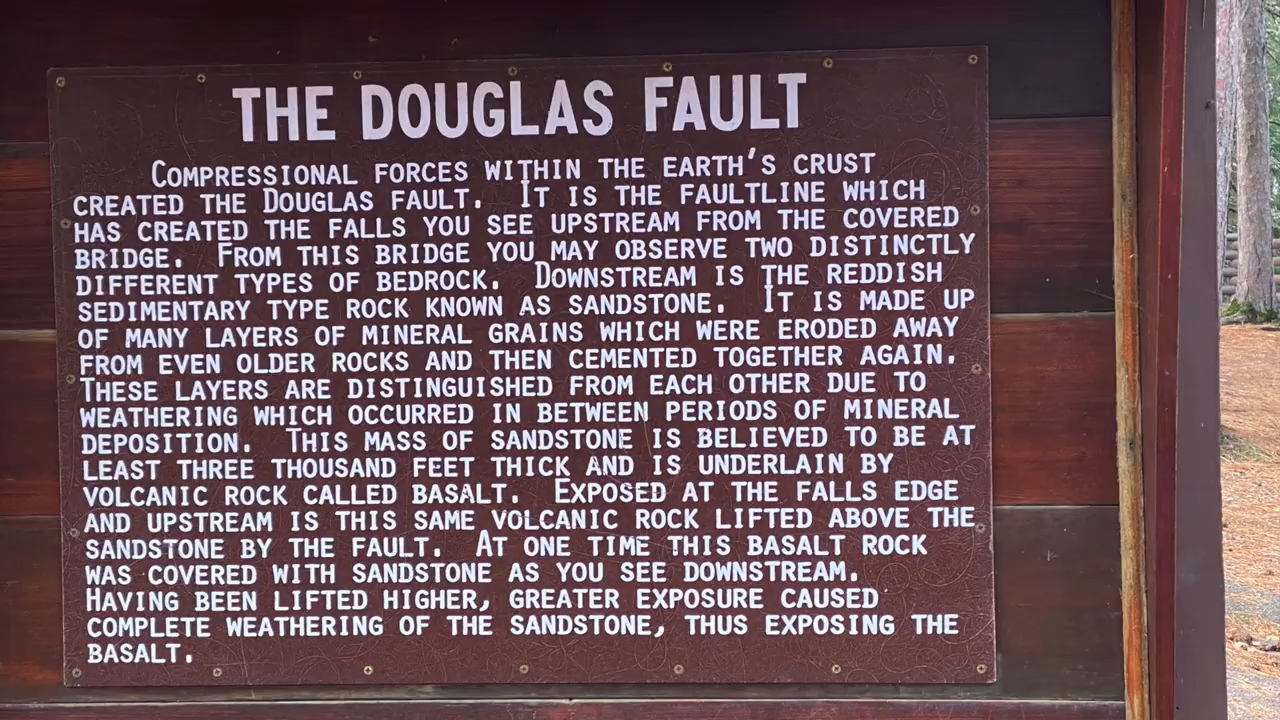 THE DOUGLAS FAULT
COMPRESSIONAL FORCES WITHIN THE EARTH'S CRUST
CREATED THE DOUGLAS FAULT. IT IS THE FAULTLINE WHICH
HAS CREATED THE FALLS YOU SEE UPSTREAM FROM THE COVERED
BRIDGE. FROM THIS BRIDGE YOU MAY OBSERVE TWO DISTINCTLY
DIFFERENT TYPES OF BEDROCK. DOWNSTREAM IS THE REDDISH
SEDIMENTARY TYPE ROCK KNOWN AS SANDSTONE. IT IS MADE UP
OF MANY LAYERS OF MINERAL GRAINS WHICH WERE ERODED AWAY
FROM EVEN OLDER ROCKS AND THEN CEMENTED TOGETHER AGAIN.
THESE LAYERS ARE DISTINGUISHED FROM EACH OTHER DUE TO
WEATHERING WHICH OCCURRED IN BETWEEN PERIODS OF MINERAL
DEPOSITION. THIS MASS OF SANDSTONE IS BELIEVED TO BE AT
LEAST THREE THOUSAND FEET THICK AND IS UNDERLAIN BY
VOLCANIC ROCK CALLED BASALT. EXPOSED AT THE FALLS EDGE
AND UPSTREAM IS THIS SAME VOLCANIC ROCK LIFTED ABOVE THE
SANDSTONE BY THE FAULT. AT ONE TIME THIS BASALT ROCK
WAS COVERED WITH SANDSTONE AS YOU SEE DOWNSTREAM.
HAVING BEEN LIFTED HIGHER, GREATER EXPOSURE CAUSED
COMPLETE WEATHERING OF THE SANDSTONE, THUS EXPOSING THE
BASALT.